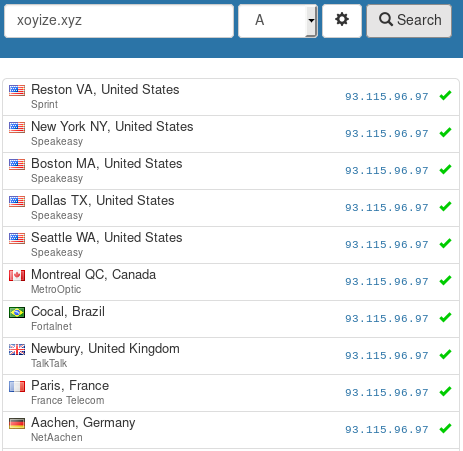 xoyize.xyz
A
Search
Reston VA, United States
Sprint
93.115.96.97
New York NY, United States
Speakeasy
93.115.96.97
Boston MA, United States
Speakeasy
93.115.96.97
Dallas TX, United States
Speakeasy
93.115.96.97
Seattle WA, United States
Speakeasy
93.115.96.97
Montreal QC, Canada
MetroOptic
93.115.96.97
Cocal, Brazil
Fortalnet
93.115.96.97
Newbury, United Kingdom
TalkTalk
93.115.96.97
Paris, France
France Telecom
93.115.96.97
Aachen, Germany
NetAachen
93.115.96.97